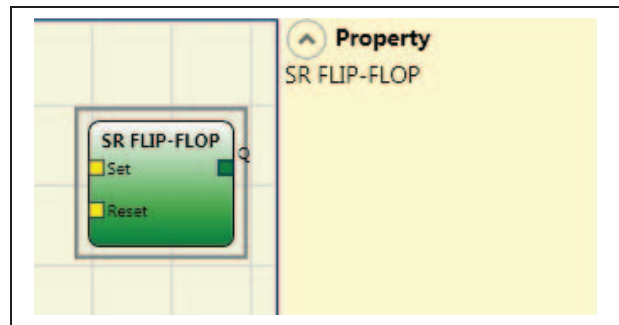 Property
SR FLIP-FLOP
SR FLIP-FLOP
Q
Set
Reset